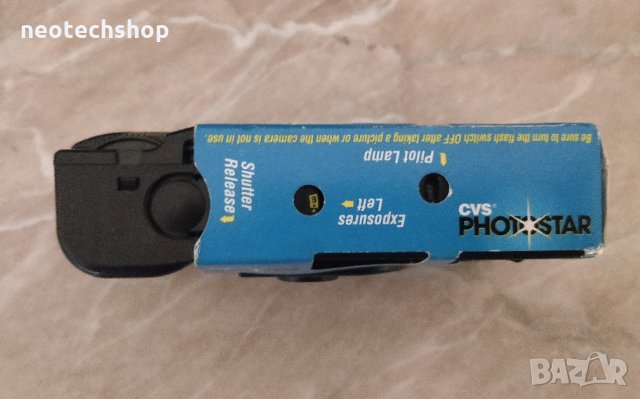 neotechshop
Be sure to turn the flash switch OFF after taking a picture or when the camera is not in use.
Pilot Lamp
Shutter
Release
Exposures
Left
CVS®
PHOTOSTAR
BAZAR